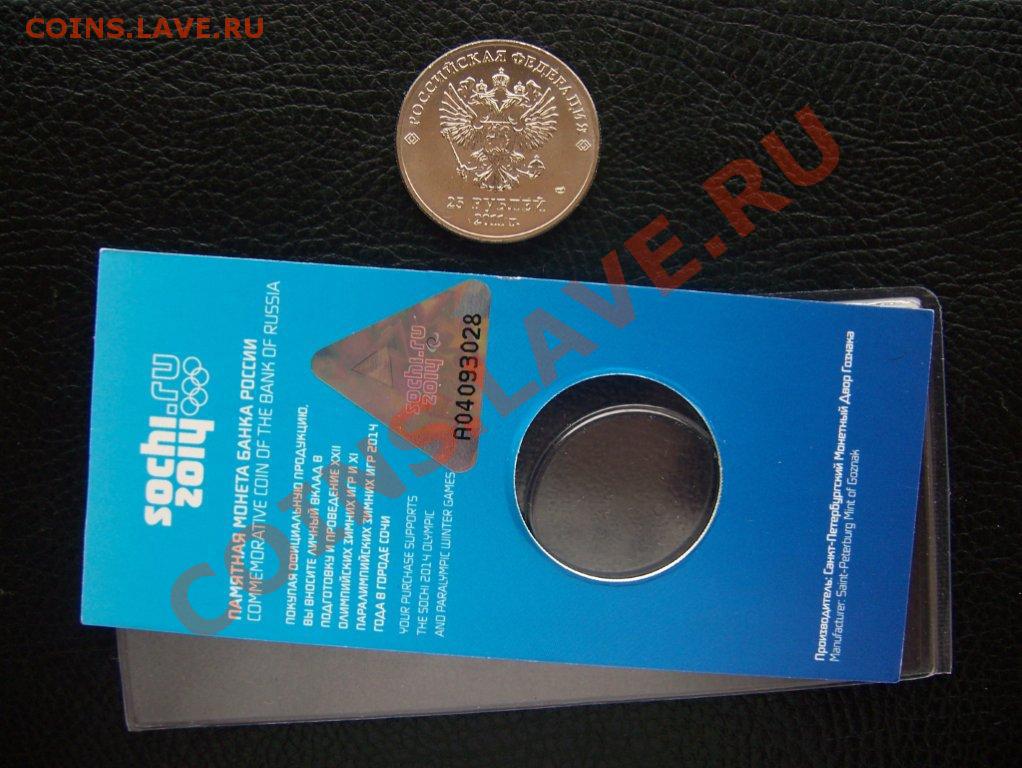 COINS.LAVE.RU
РОССИЙСКАЯ ФЕДЕРАЦИЯ
25 РУБЛЕЙ
2011 г.
sochi.ru
2014
ПАМЯТНАЯ МОНЕТА БАНКА РОССИИ
COMMEMORATIVE COIN OF THE BANK OF RUSSIA
ПОКУПАЯ ОФИЦИАЛЬНУЮ ПРОДУКЦИЮ,
ВЫ ВНОСИТЕ ЛИЧНЫЙ ВКЛАД В
ПОДГОТОВКУ И ПРОВЕДЕНИЕ XXII
ОЛИМПИЙСКИХ ЗИМНИХ ИГР И XI
ПАРАЛИМПИЙСКИХ ЗИМНИХ ИГР 2014
ГОДА В ГОРОДЕ СОЧИ
YOUR PURCHASE SUPPORTS
THE SOCHI 2014 OLYMPIC
AND PARALYMPIC WINTER GAMES
sochi.ru
2014
A04093028
Производитель: Санкт-Петербургский Монетный Двор Гознака
Manufacturer: Saint-Peterburg Mint of Goznak
COINS.LAVE.RU